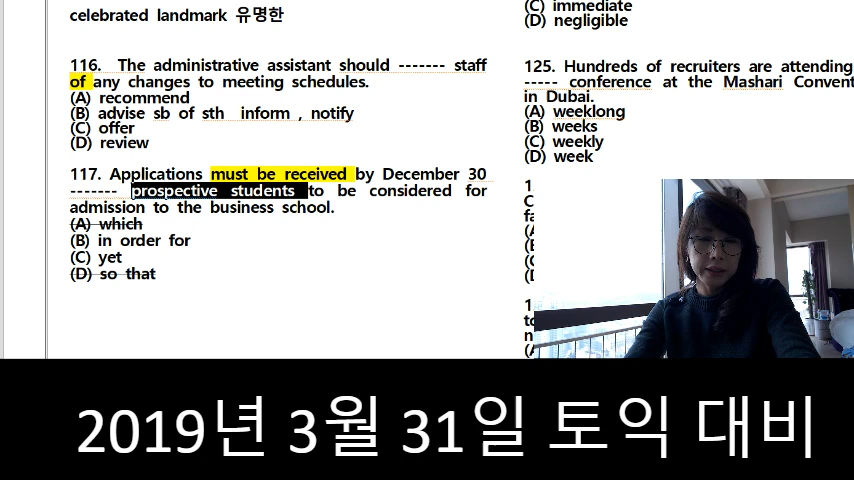 celebrated landmark 유명한
116. The administrative assistant should ------- staff
of any changes to meeting schedules.
(A) recommend
(B) advise sb of sth inform , notify
(C) offer
(D) review
117. Applications must be received by December 30
------- prospective students to be considered for
admission to the business school.
(A) which
(B) in order for
(C) yet
(D) so that
(C) immediate
(D) negligible
125. Hundreds of recruiters are attending
----- conference at the Mashari Convent
in Dubai.
(A) weeklong
(B) weeks
(C) weekly
(D) week
2019년 3월 31일 토익 대비